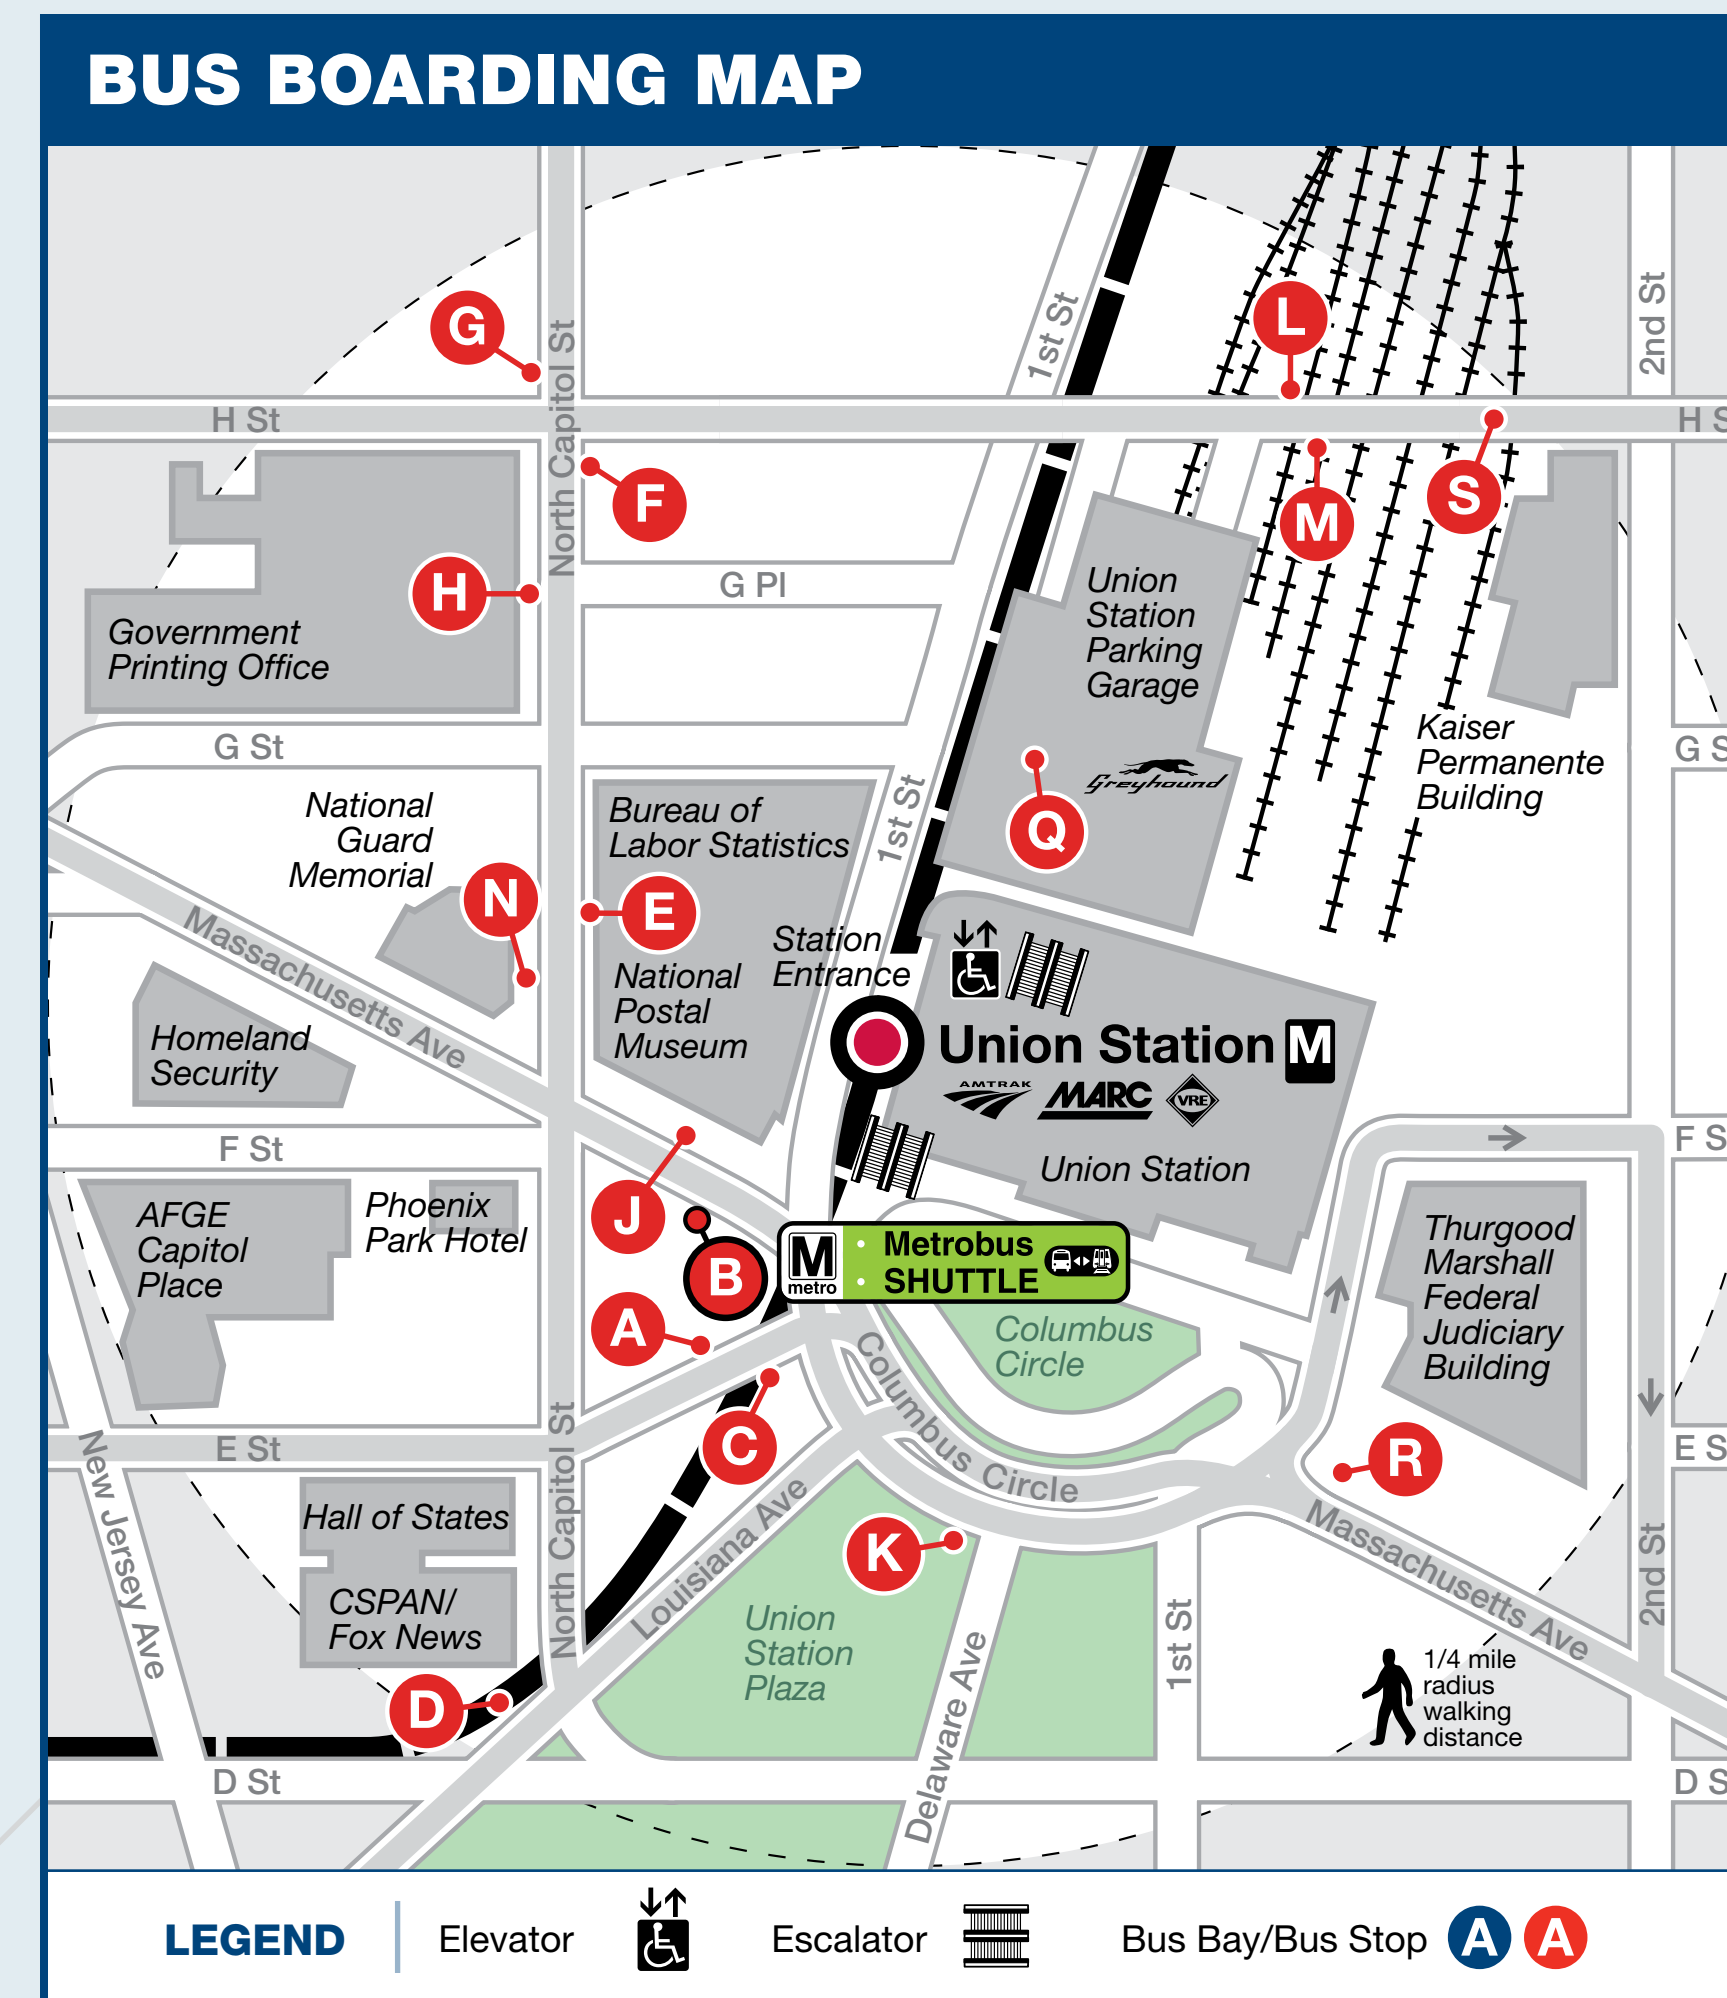 BUS BOARDING MAP
G
North Capitol St
1st St
L
2nd St
H St
H S
F
M
S
H
G Pl
Government
Printing Office
Union
Station
Parking
Garage
Kaiser
Permanente
Building
G St
G S
National
Guard
Memorial
Bureau of
Labor Statistics
1st St
Greyhound
Q
N
E
Massachusetts Ave
Station
Entrance
National
Postal
Museum
Homeland
Security
Union Station M
AMTRAK
MARC
VRE
Union Station
F St
F S
J
AFGE
Capitol
Place
Phoenix
Park Hotel
B
M
metro
• Metrobus
• SHUTTLE
Thurgood
Marshall
Federal
Judiciary
Building
A
Columbus
Circle
Columbus Circle
C
R
E St
E S
New Jersey Ave
North Capitol St
Hall of States
CSPAN/
Fox News
Louisiana Ave
K
Massachusetts Ave
2nd St
Union
Station
Plaza
Delaware Ave
1st St
1/4 mile
radius
walking
distance
D
D St
D S
LEGEND
Elevator
Escalator
Bus Bay/Bus Stop A A